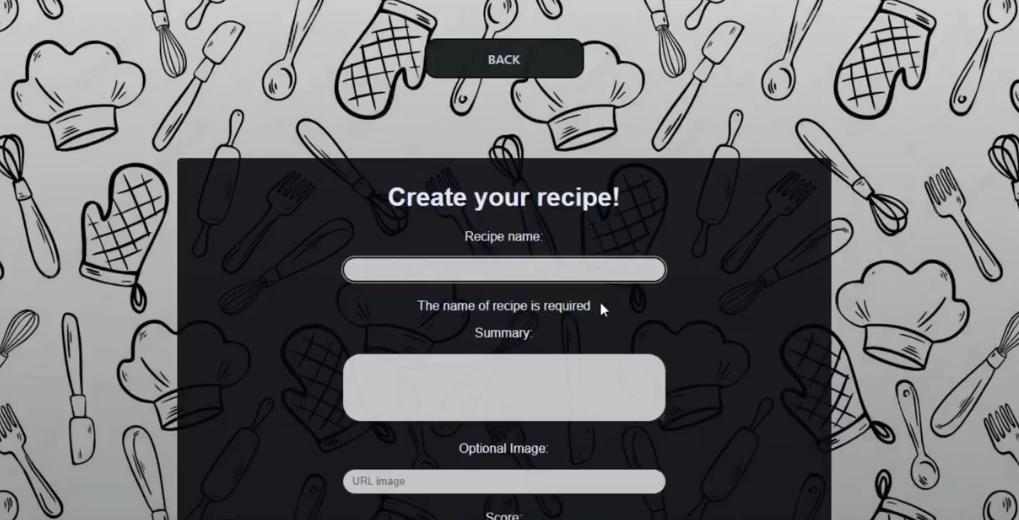 BACK
Create your recipe!
Recipe name:
The name of recipe is required
Summary:
Optional Image:
URL image
Score: